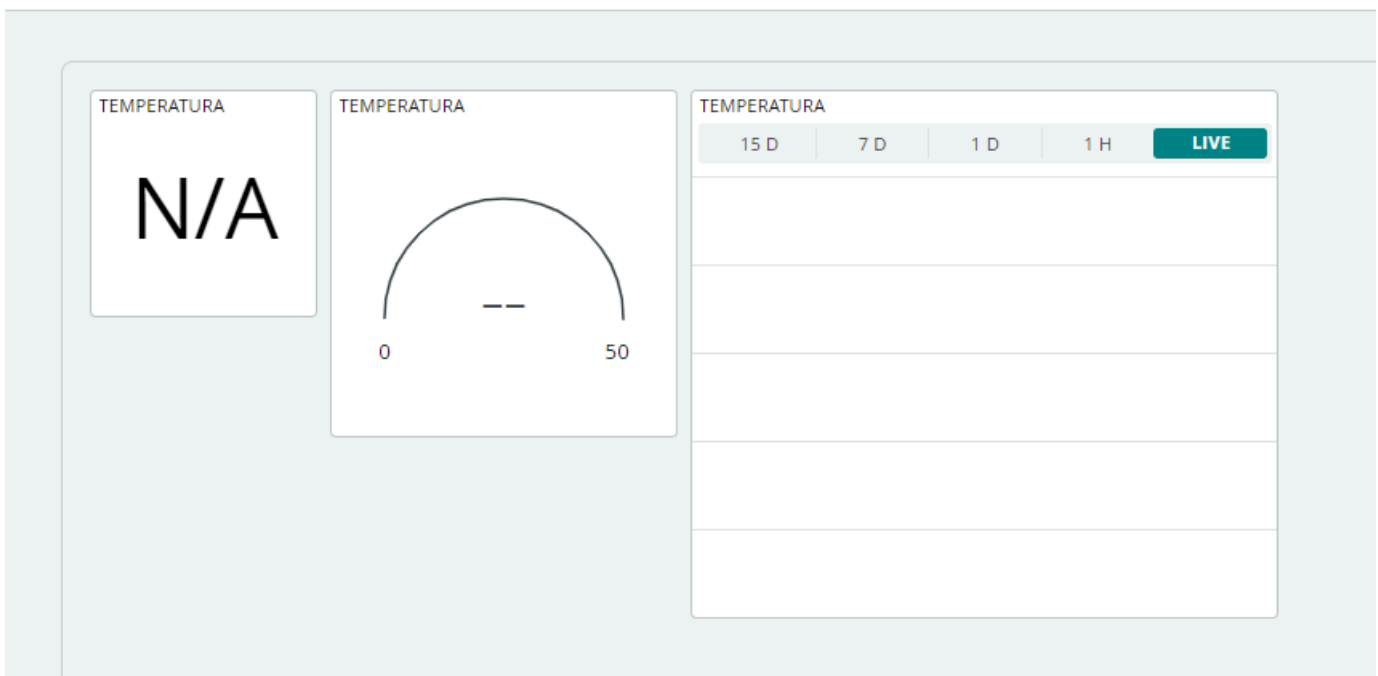 TEMPERATURA
N/A
TEMPERATURA
--
0 50
TEMPERATURA
15 D 7 D 1 D 1 H LIVE